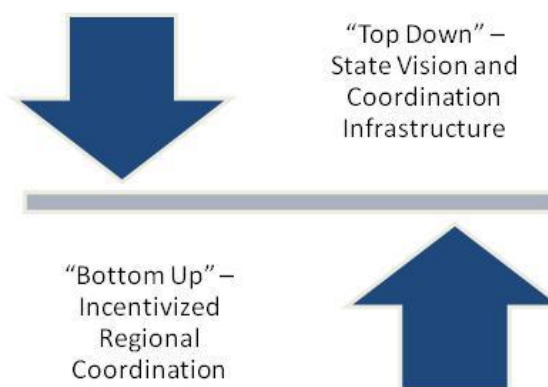 “Top Down” –
State Vision and
Coordination
Infrastructure
“Bottom Up” –
Incentivized
Regional
Coordination